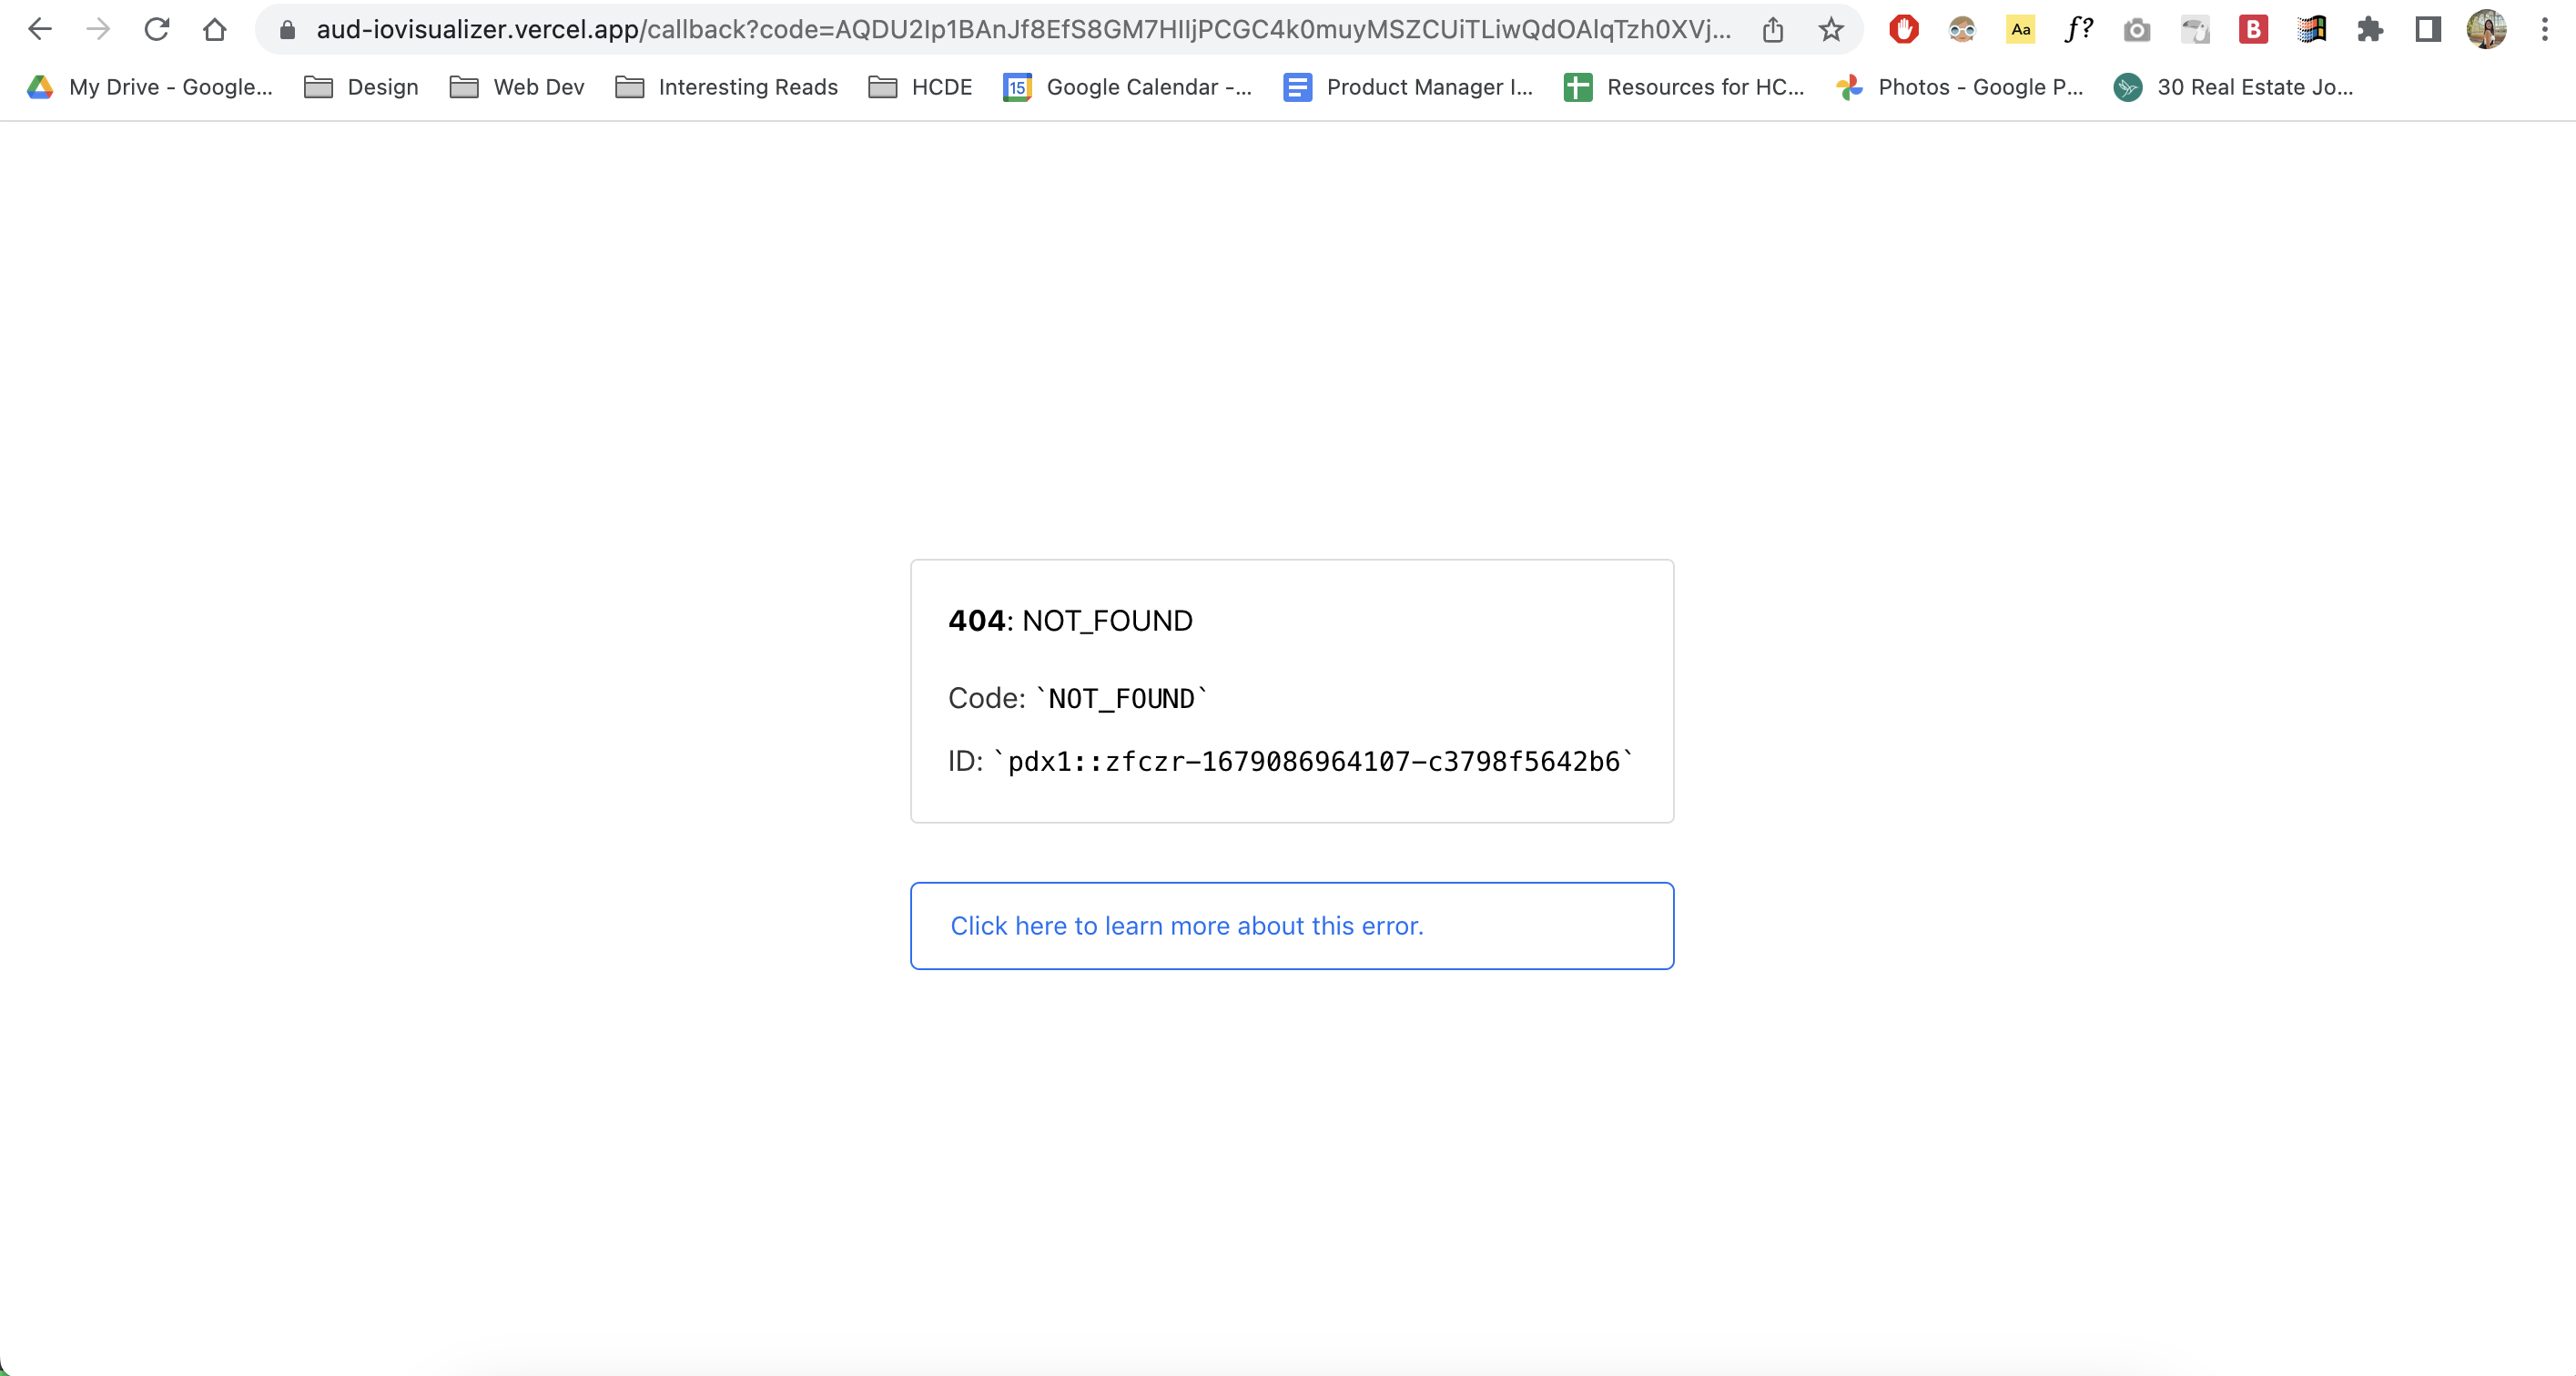 aud-iovisualizer.vercel.app/callback?code=AQDU2Ip1BAnJf8EfS8GM7HIIjPCGC4k0muyMSZCUiTLiwQdOAlqTzh0XVj...
Aa
f?
B
My Drive - Google...
Design
Web Dev
Interesting Reads
HCDE
15
Google Calendar -...
Product Manager I...
Resources for HC...
Photos - Google P...
30 Real Estate Jo...
404: NOT_FOUND
Code: `NOT_FOUND`
ID: `pdx1::zfczr-1679086964107-c3798f5642b6`
Click here to learn more about this error.